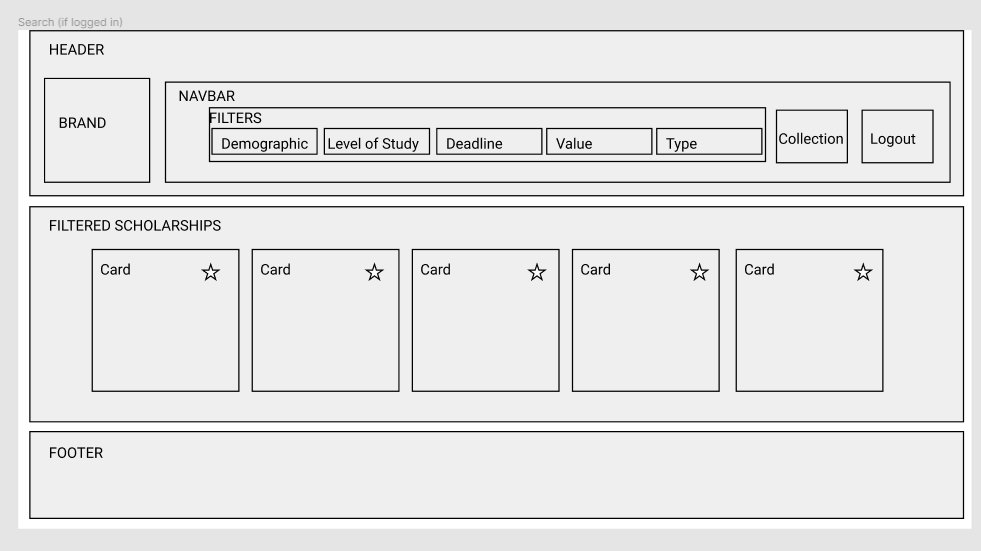 Search (if logged in)
HEADER
BRAND
NAVBAR
FILTERS
Demographic
Level of Study
Deadline
Value
Type
Collection
Logout
FILTERED SCHOLARSHIPS
Card
Card
Card
Card
Card
FOOTER